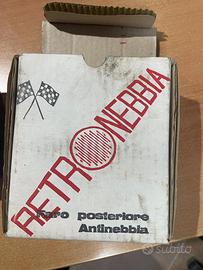 RETRONEBBIA
Faro posteriore
Antinebbia
subito